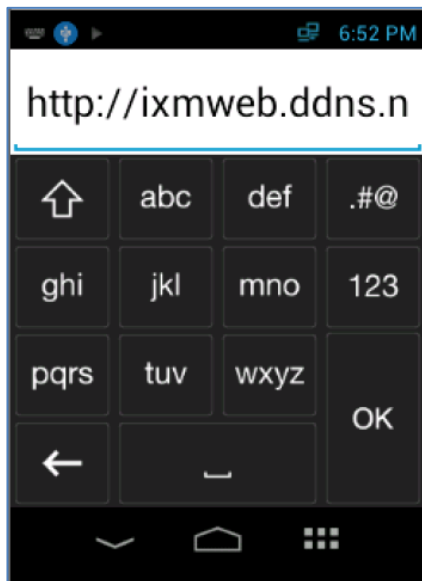 6:52 PM
http://ixmweb.ddns.n
abc def .#@
ghi jkl mno 123
pqrs tuv wxyz
OK